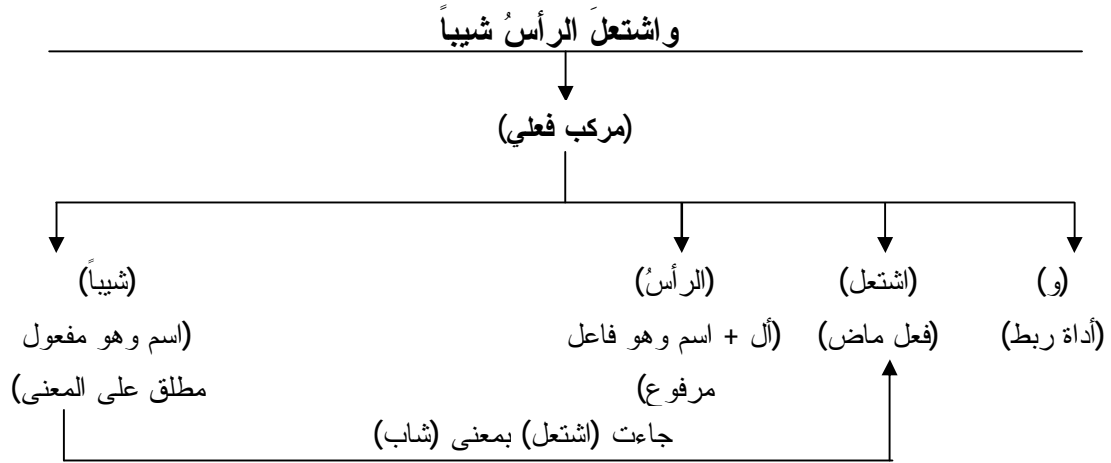 واشتعلَ الرأسُ شيباً
(مركب فعلي)
(و) (اشتعل) (الرأسُ) (شيباً)
(أداة ربط) (فعل ماض) (أل + اسم وهو فاعل (اسم وهو مفعول
مرفوع) مطلق على المعنى)
جاءت (اشتعل) بمعنى (شاب)